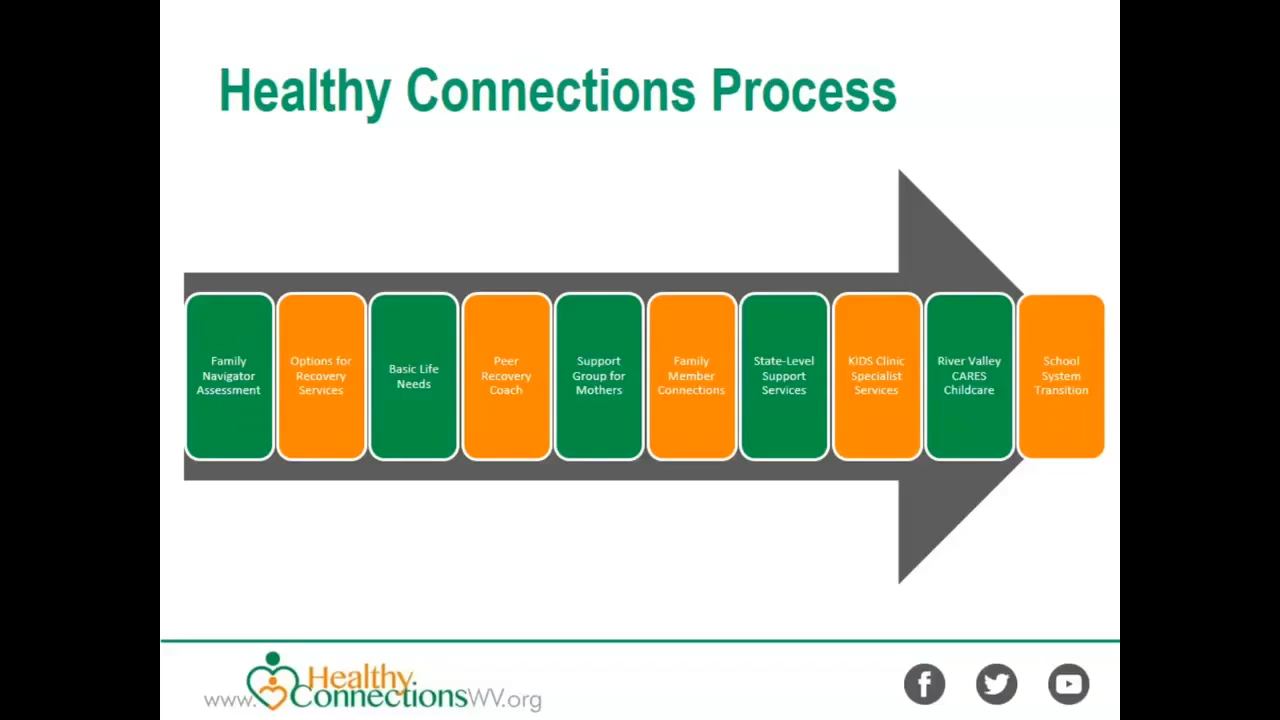 Healthy Connections Process
Family
Navigator
Assessment
Options for
Recovery
Services
Basic Life
Needs
Peer
Recovery
Coach
Support
Group for
Mothers
Family
Member
Connections
State-Level
Support
Services
KIDS Clinic
Specialist
Services
River Valley
CARES
Childcare
School
System
Transition
www.HealthyConnectionsWV.org